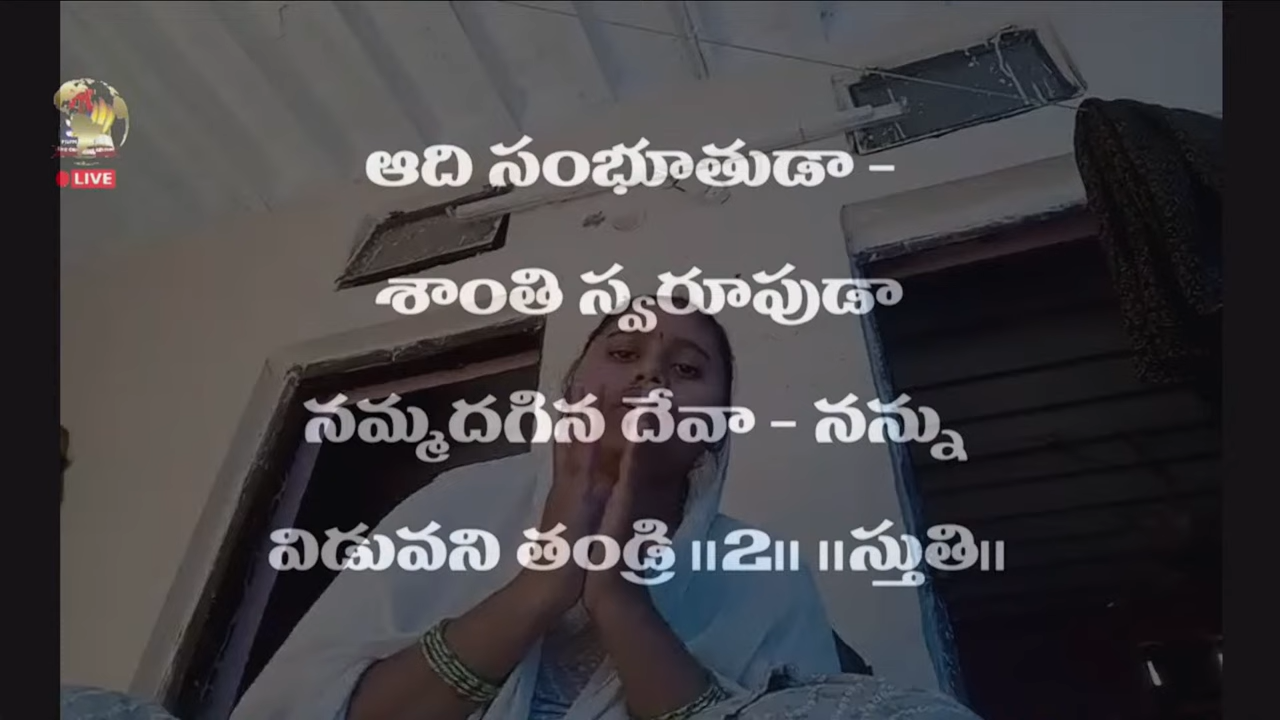 LIVE
ఆది సంభూతుడా -
శాంతి స్వరూపుడా
నమ్మదగిన దేవా - నన్ను
విడువని తండ్రి ॥2॥ ॥స్తుతి॥